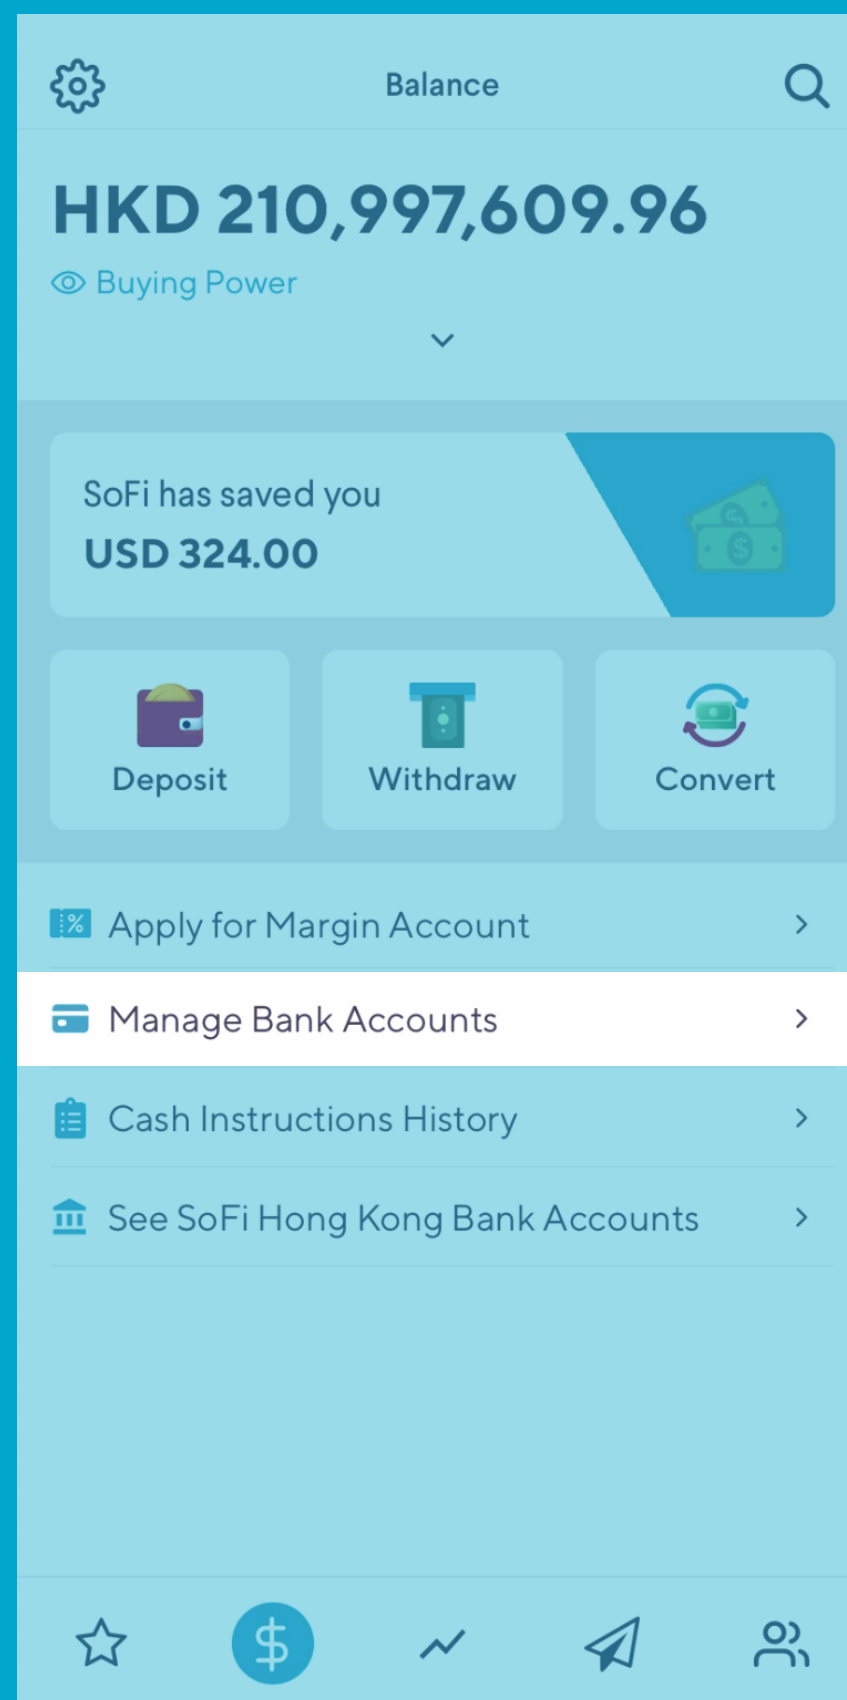 Balance
HKD 210,997,609.96
Buying Power
SoFi has saved you
USD 324.00
Deposit
Withdraw
Convert
Apply for Margin Account
Manage Bank Accounts
Cash Instructions History
See SoFi Hong Kong Bank Accounts